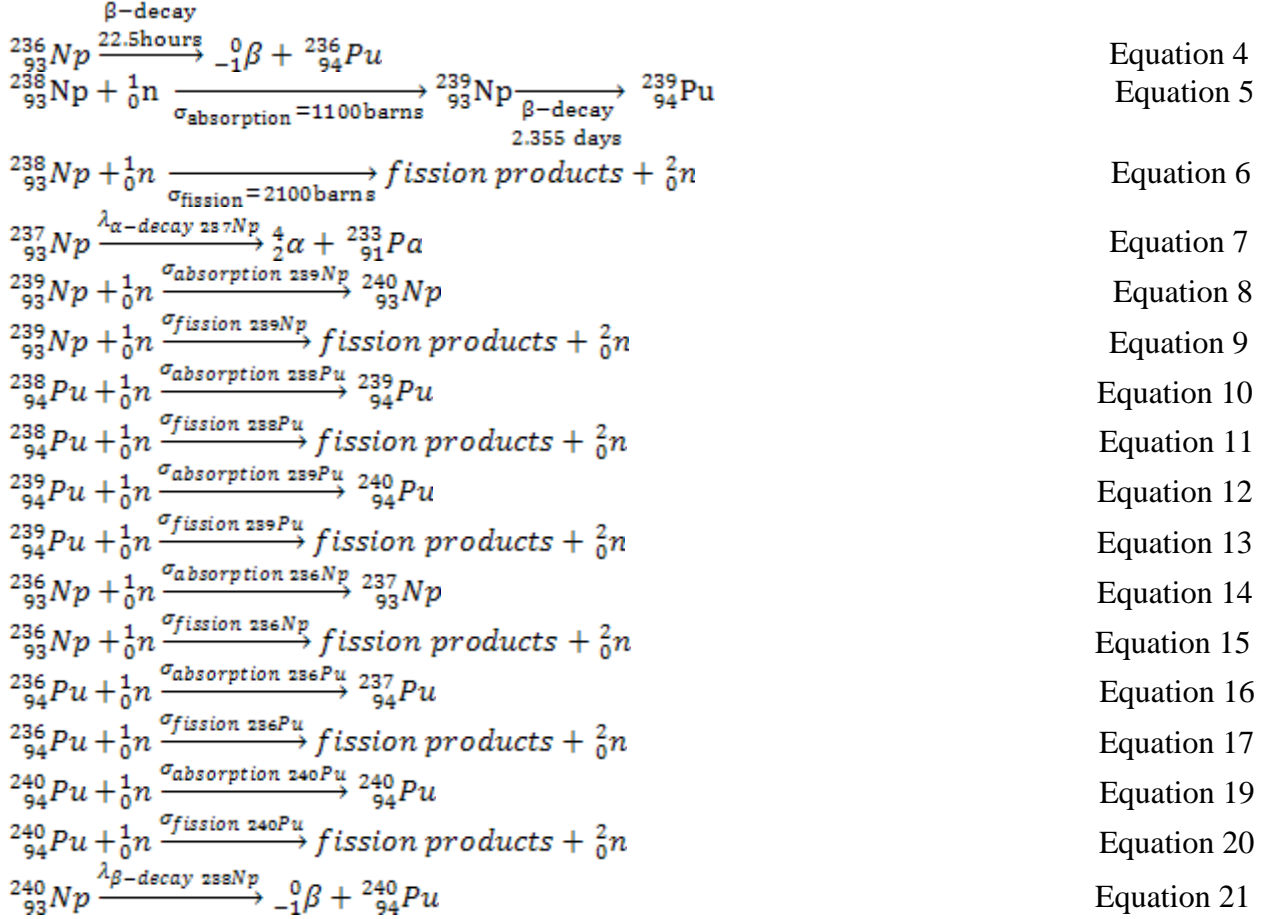 β−decay
²³⁶₉₃Np →(22.5hours) ⁰₋₁β + ²³⁶₉₄Pu Equation 4
²³⁸₉₃Np + ¹₀n →(σabsorption=1100barns) ²³⁹₉₃Np →(β−decay 2.355 days) ²³⁹₉₄Pu Equation 5
²³⁸₉₃Np + ¹₀n →(σfission=2100barns) fission products + ²₀n Equation 6
²³⁷₉₃Np →(λα−decay 237Np) ⁴₂α + ²³³₉₁Pa Equation 7
²³⁹₉₃Np + ¹₀n →(σabsorption 239Np) ²⁴⁰₉₃Np Equation 8
²³⁹₉₃Np + ¹₀n →(σfission 239Np) fission products + ²₀n Equation 9
²³⁸₉₄Pu + ¹₀n →(σabsorption 238Pu) ²³⁹₉₄Pu Equation 10
²³⁸₉₄Pu + ¹₀n →(σfission 238Pu) fission products + ²₀n Equation 11
²³⁹₉₄Pu + ¹₀n →(σabsorption 239Pu) ²⁴⁰₉₄Pu Equation 12
²³⁹₉₄Pu + ¹₀n →(σfission 239Pu) fission products + ²₀n Equation 13
²³⁶₉₃Np + ¹₀n →(σabsorption 236Np) ²³⁷₉₃Np Equation 14
²³⁶₉₃Np + ¹₀n →(σfission 236Np) fission products + ²₀n Equation 15
²³⁶₉₄Pu + ¹₀n →(σabsorption 236Pu) ²³⁷₉₄Pu Equation 16
²³⁶₉₄Pu + ¹₀n →(σfission 236Pu) fission products + ²₀n Equation 17
²⁴⁰₉₄Pu + ¹₀n →(σabsorption 240Pu) ²⁴⁰₉₄Pu Equation 19
²⁴⁰₉₄Pu + ¹₀n →(σfission 240Pu) fission products + ²₀n Equation 20
²⁴⁰₉₃Np →(λβ−decay 238Np) ⁰₋₁β + ²⁴⁰₉₄Pu Equation 21